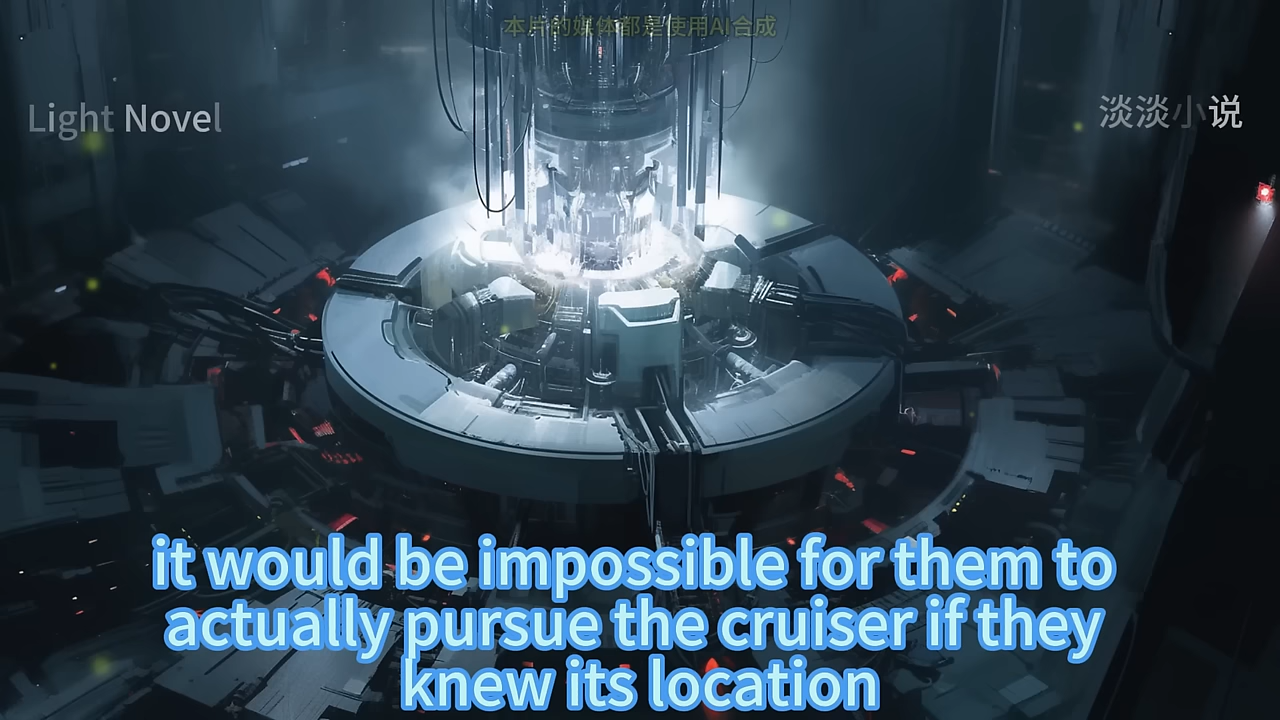 本片的媒体都是使用AI合成
Light Novel
淡淡小说
it would be impossible for them to
actually pursue the cruiser if they
knew its location